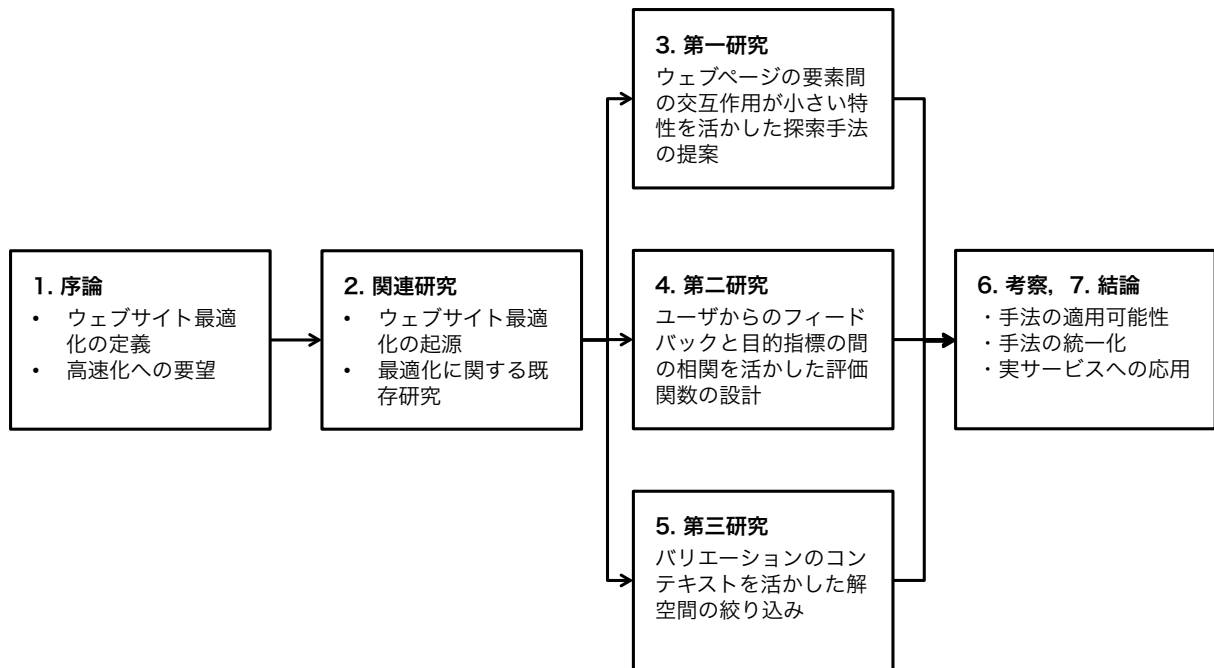 1. 序論
• ウェブサイト最適
化の定義
• 高速化への要望
2. 関連研究
• ウェブサイト最適
化の起源
• 最適化に関する既
存研究
3. 第一研究
ウェブページの要素間
の交互作用が小さい特
性を活かした探索手法
の提案
4. 第二研究
ユーザからのフィード
バックと目的指標の間
の相関を活かした評価
関数の設計
5. 第三研究
バリエーションのコン
テキストを活かした解
空間の絞り込み
6. 考察，7. 結論
・手法の適用可能性
・手法の統一化
・実サービスへの応用